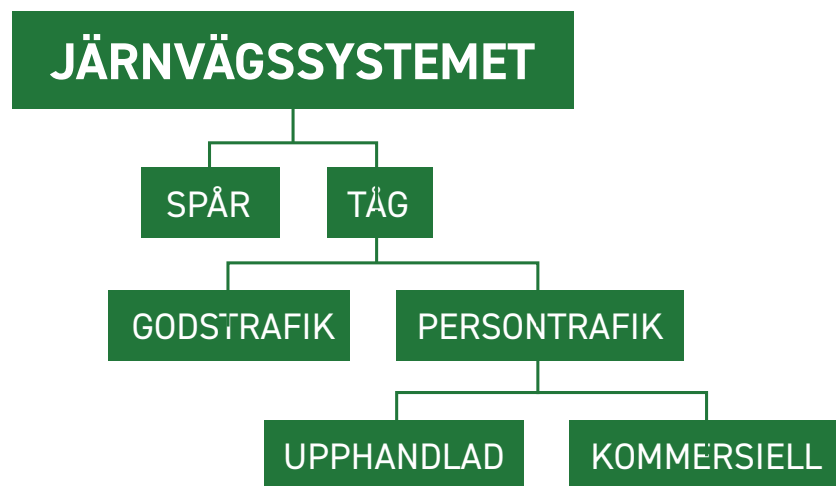 JÄRNVÄGSSYSTEMET
SPÅR
TÅG
GODSTRAFIK
PERSONTRAFIK
UPPHANDLAD
KOMMERSIELL